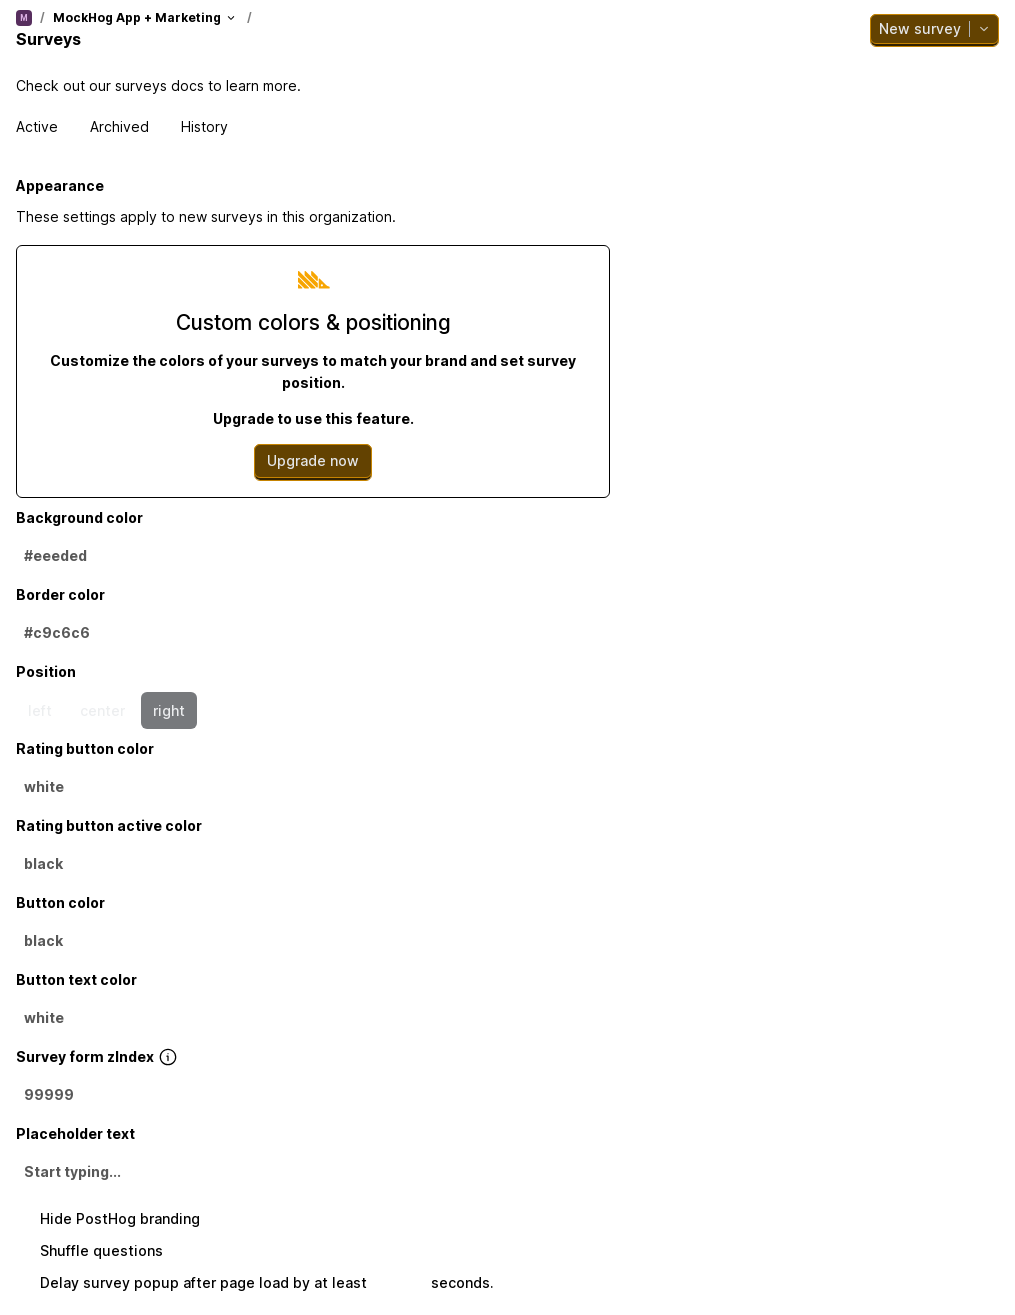 M / MockHog App + Marketing /
Surveys
New survey
Check out our surveys docs to learn more.
Active Archived History
Appearance
These settings apply to new surveys in this organization.
Custom colors & positioning
Customize the colors of your surveys to match your brand and set survey
position.
Upgrade to use this feature.
Upgrade now
Background color
#eeeded
Border color
#c9c6c6
Position
left center right
Rating button color
white
Rating button active color
black
Button color
black
Button text color
white
Survey form zIndex
99999
Placeholder text
Start typing...
Hide PostHog branding
Shuffle questions
Delay survey popup after page load by at least seconds.